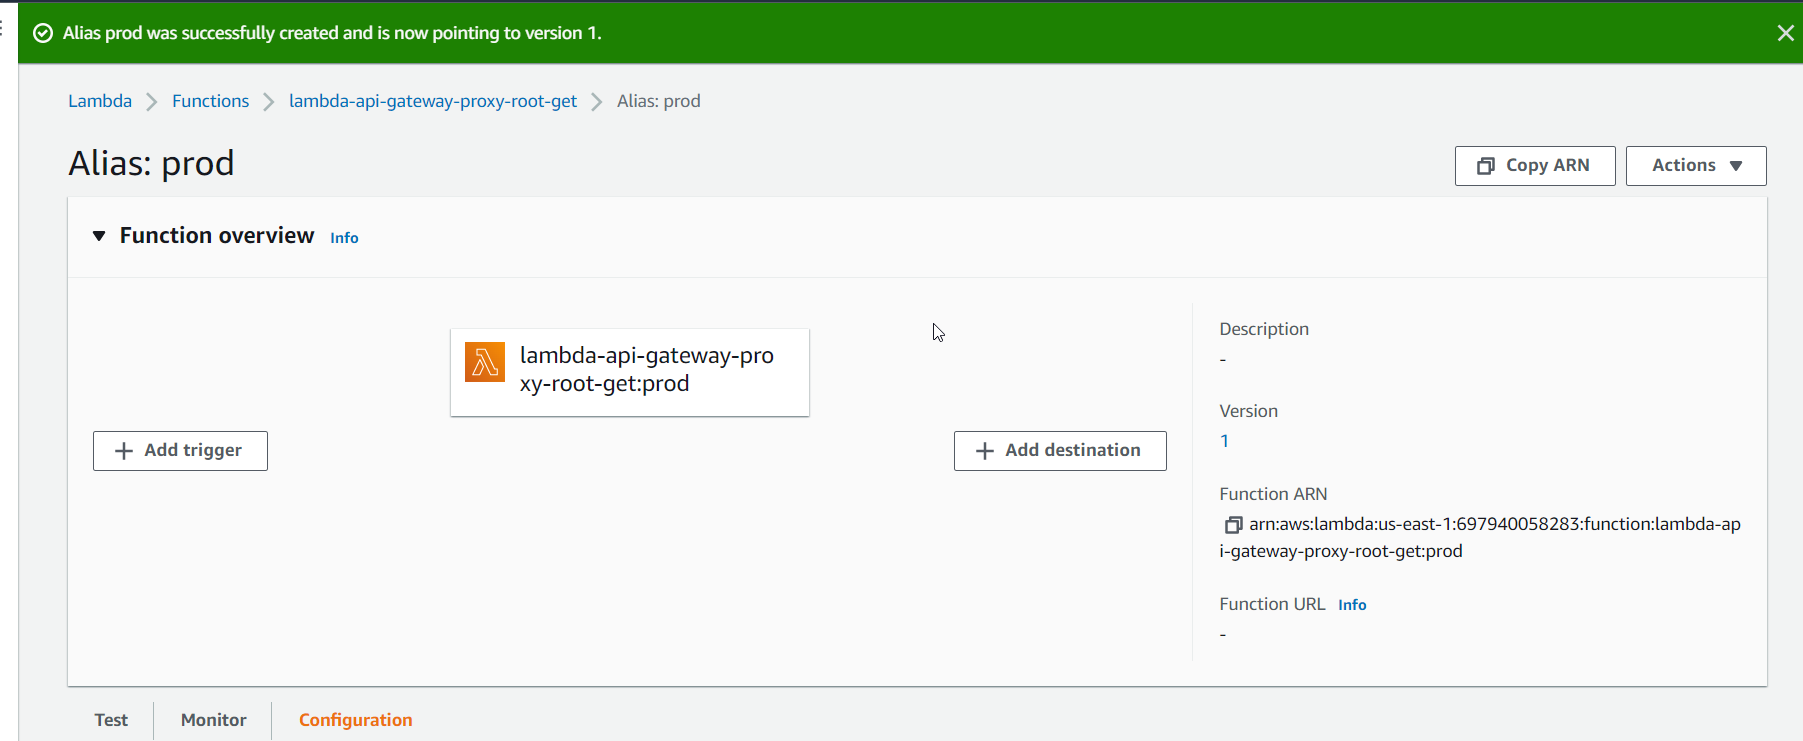 Alias prod was successfully created and is now pointing to version 1.
Lambda > Functions > lambda-api-gateway-proxy-root-get > Alias: prod
Alias: prod
Copy ARN
Actions
Function overview Info
lambda-api-gateway-pro
xy-root-get:prod
Add trigger
Add destination
Description
-
Version
1
Function ARN
arn:aws:lambda:us-east-1:697940058283:function:lambda-ap
i-gateway-proxy-root-get:prod
Function URL Info
-
Test
Monitor
Configuration